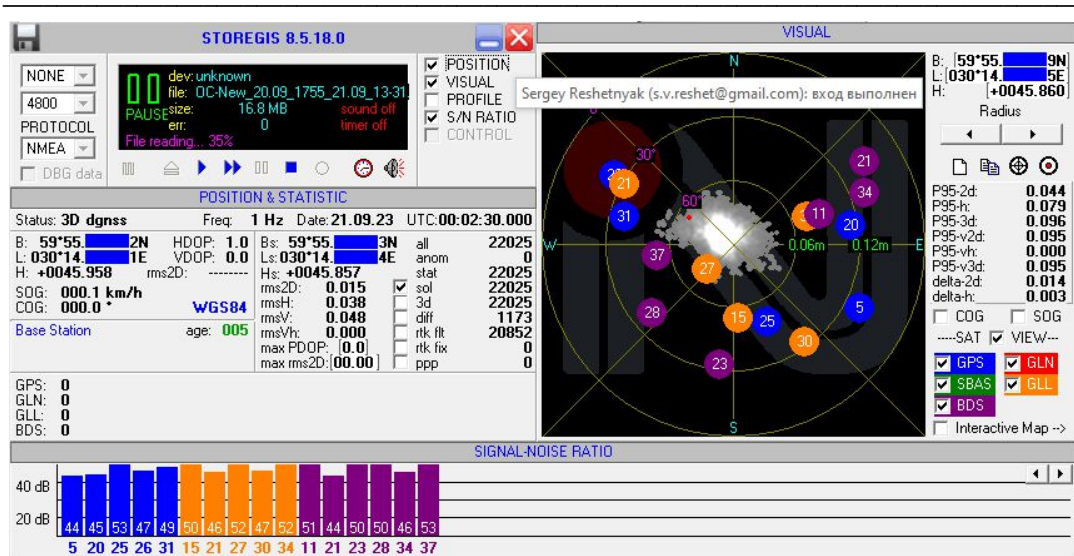 STOREGIS 8.5.18.0
NONE
4800
PROTOCOL
NMEA
DBG data
dev: unknown
file: OC-New_20.09_1755_21.09_13-31
PAUSE size: 16.8 MB sound off
err: 0 timer off
File reading... 35%
POSITION
VISUAL
PROFILE
S/N RATIO
CONTROL
POSITION & STATISTIC
Status: 3D dgnss Freq: 1 Hz Date: 21.09.23 UTC: 00:02:30.000
B: 59*55. 2N HDOP: 1.0
L: 030*14. 1E VDOP: 0.0
H: +0045.958 rms2D: --------
SOG: 000.1 km/h
COG: 000.0 * WGS84
Base Station age: 005
Bs: 59*55. 3N
Ls: 030*14. 4E
Hs: +0045.857
rms2D: 0.015
rmsH: 0.038
rmsV: 0.048
rmsVh: 0.000
max PDOP: [0.0]
max rms2D: [00.00]
all 22025
anom 0
stat 22025
sol 22025
3d 22025
diff 1173
rtk flt 20852
rtk fix 0
ppp 0
GPS: 0
GLN: 0
GLL: 0
BDS: 0
VISUAL
N
Sergey Reshetnyak (s.v.reshet@gmail.com): вход выполнен
30*
21
21
34
60*
31
11
20
W
0.06m
0.12m
E
37
27
28
15
25
5
30
23
S
B: [59*55. 9N]
L: [030*14. 5E]
H: [+0045.860]
Radius
P95-2d: 0.044
P95-h: 0.079
P95-3d: 0.096
P95-v2d: 0.095
P95-vh: 0.000
P95-v3d: 0.095
delta-2d: 0.014
delta-h: 0.003
COG SOG
-----SAT VIEW---
GPS GLN
SBAS GLL
BDS
Interactive Map -->
SIGNAL-NOISE RATIO
40 dB
20 dB
44 45 53 47 49 50 46 52 47 52 51 44 50 50 46 53
5 20 25 26 31 15 21 27 30 34 11 21 23 28 34 37